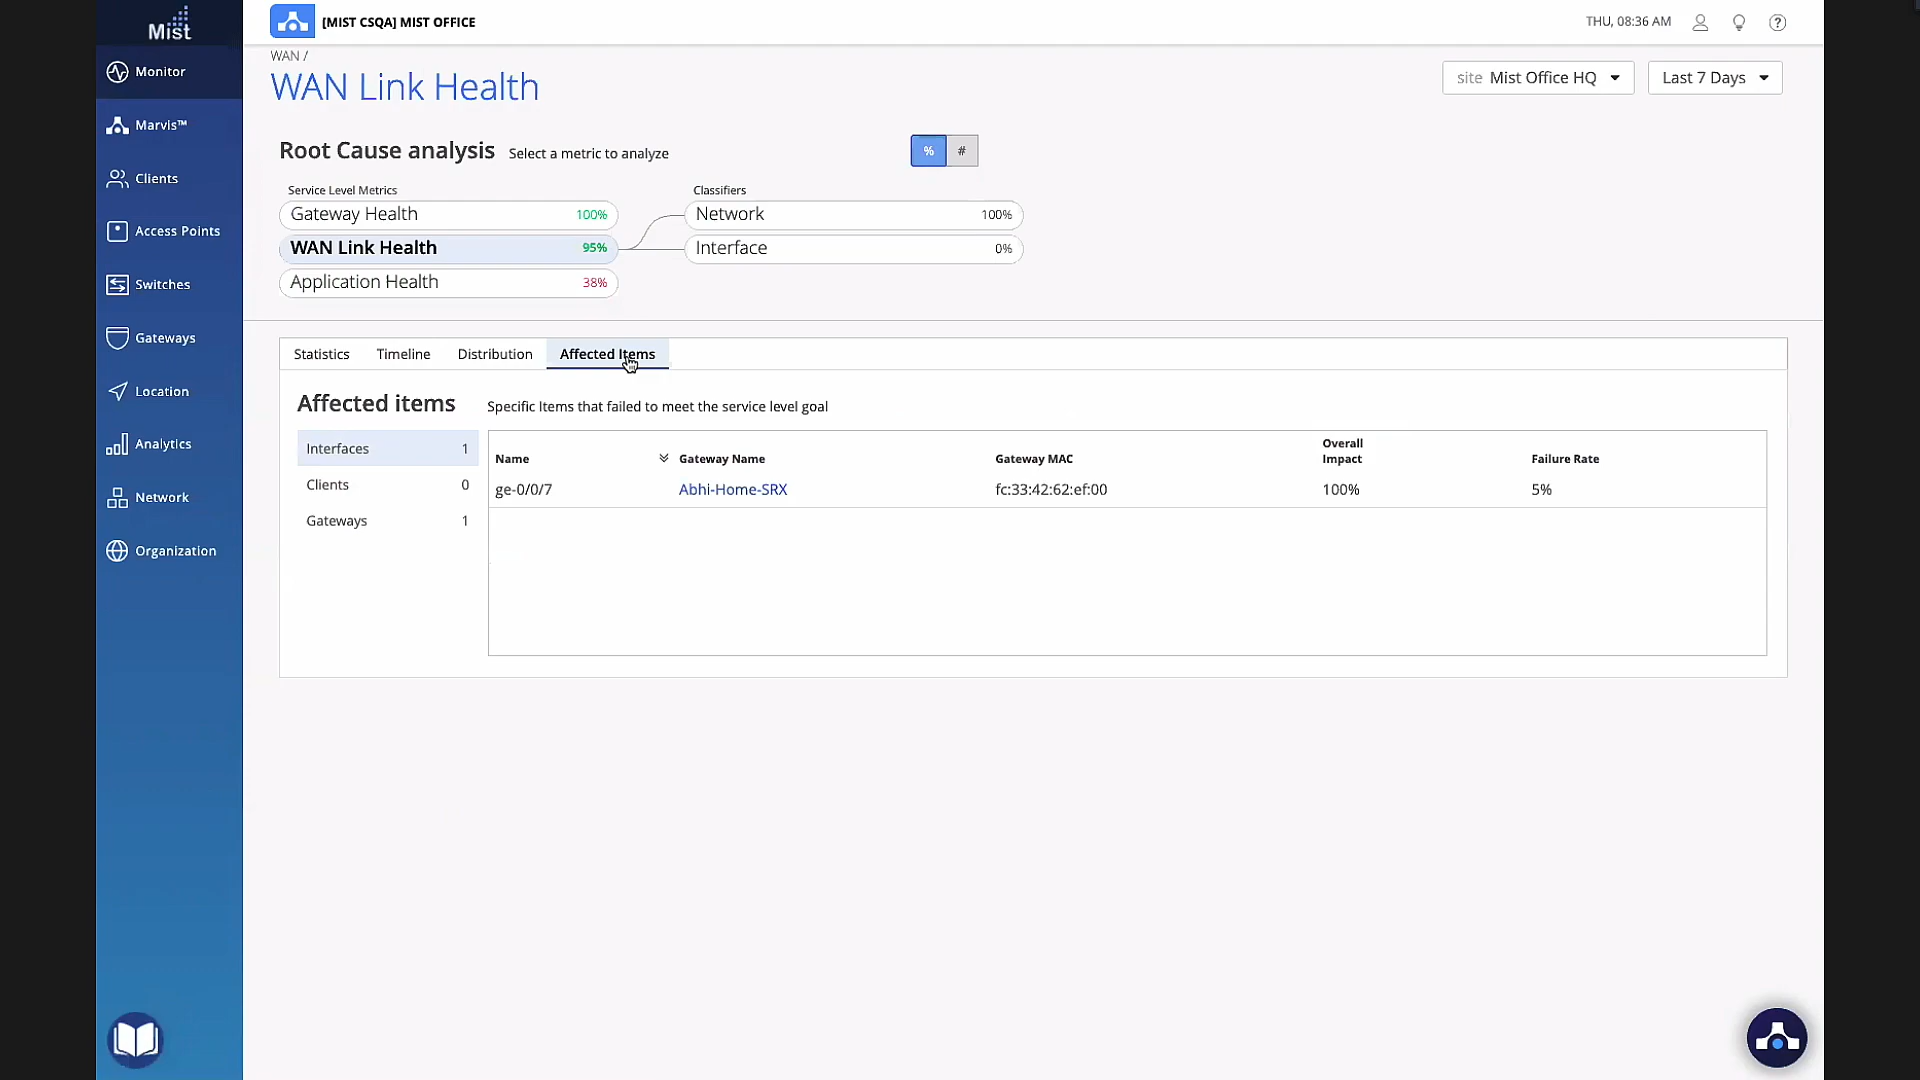 Mist
[MIST CSQA] MIST OFFICE
THU, 08:36 AM
?
Monitor
Marvis™
Clients
Access Points
Switches
Gateways
Location
Analytics
Network
Organization
WAN /
WAN Link Health
site Mist Office HQ
Last 7 Days
Root Cause analysis Select a metric to analyze
% #
Service Level Metrics
Classifiers
Gateway Health 100%
Network 100%
WAN Link Health 95%
Interface 0%
Application Health 38%
Statistics Timeline Distribution Affected Items
Affected items Specific Items that failed to meet the service level goal
Interfaces 1
Clients 0
Gateways 1
Name Gateway Name Gateway MAC Overall Impact Failure Rate
ge-0/0/7 Abhi-Home-SRX fc:33:42:62:ef:00 100% 5%